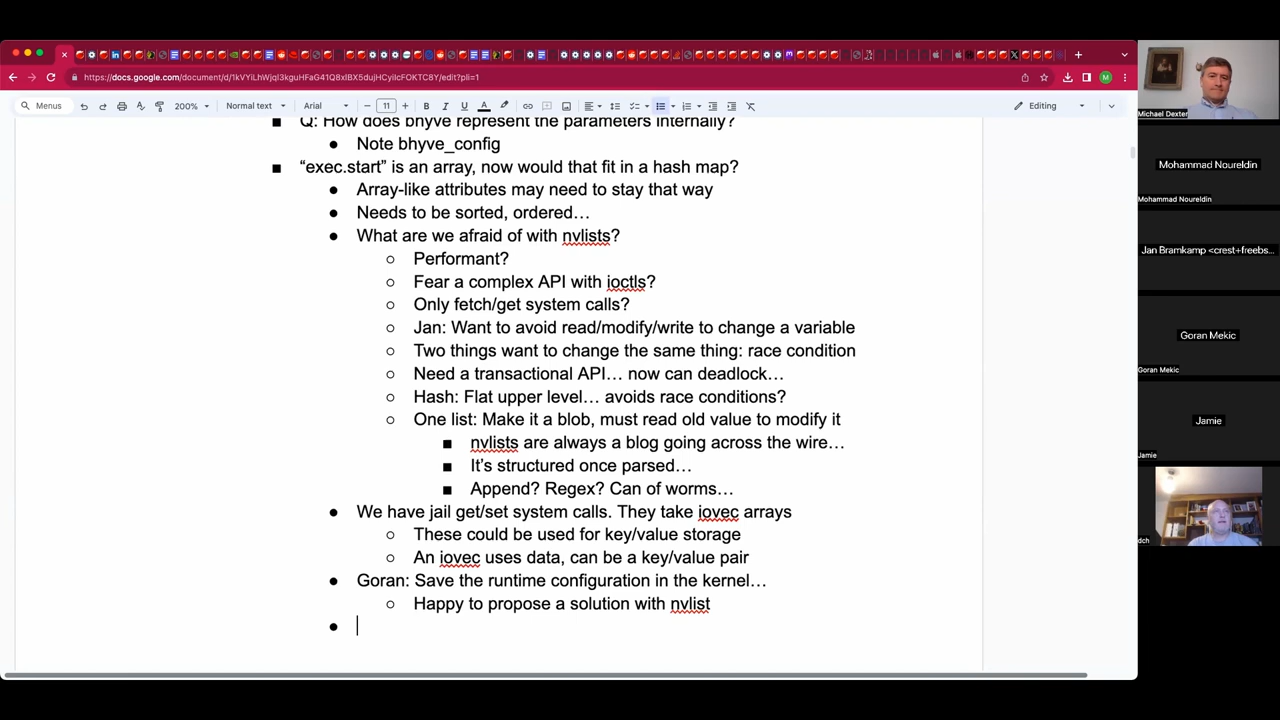 https://docs.google.com/document/d/1kVYiLhWjqI3kguHFaG41Q8xIBX5dujHCyiIcFOKTC8Y/edit?pli=1
M
Menus
200%
Normal text
Arial
11
B I U A
Editing
Q: How does bhyve represent the parameters internally?
Note bhyve_config
“exec.start” is an array, now would that fit in a hash map?
Array-like attributes may need to stay that way
Needs to be sorted, ordered…
What are we afraid of with nvlists?
Performant?
Fear a complex API with ioctls?
Only fetch/get system calls?
Jan: Want to avoid read/modify/write to change a variable
Two things want to change the same thing: race condition
Need a transactional API… now can deadlock…
Hash: Flat upper level… avoids race conditions?
One list: Make it a blob, must read old value to modify it
nvlists are always a blog going across the wire…
It’s structured once parsed…
Append? Regex? Can of worms…
We have jail get/set system calls. They take iovec arrays
These could be used for key/value storage
An iovec uses data, can be a key/value pair
Goran: Save the runtime configuration in the kernel…
Happy to propose a solution with nvlist
Michael Dexter
Mohammad Noureldin
Mohammad Noureldin
Jan Bramkamp <crest+freebs...
Goran Mekic
Goran Mekic
Jamie
Jamie
dch